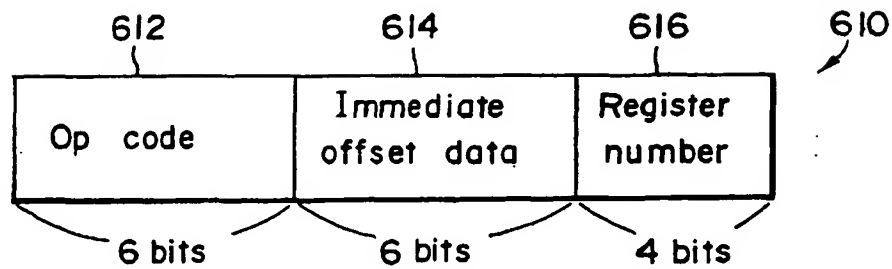 612 614 616 610
Op code
Immediate offset data
Register number
6 bits 6 bits 4 bits